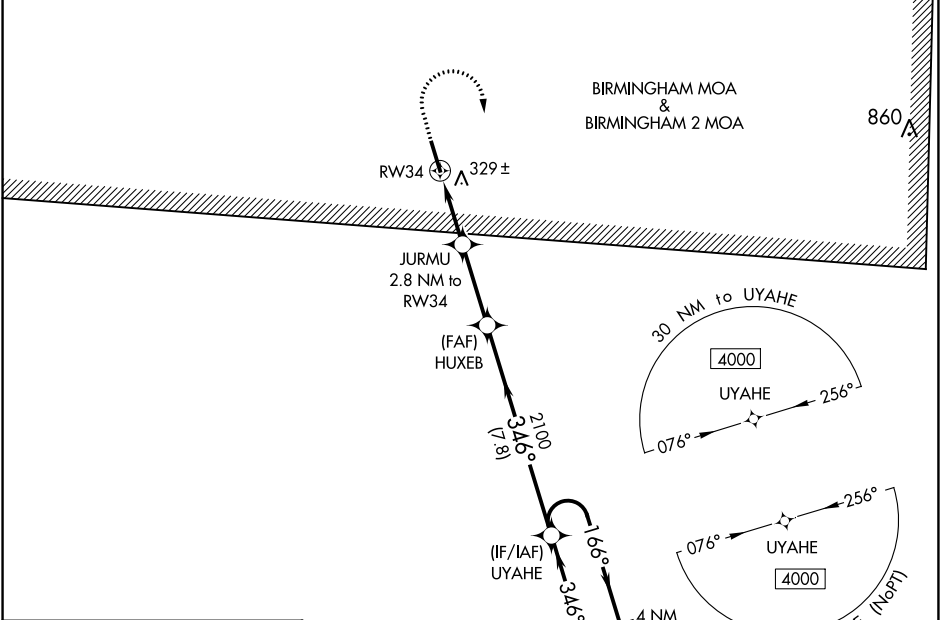 BIRMINGHAM MOA
&
BIRMINGHAM 2 MOA
860
RW34
329±
JURMU
2.8 NM to
RW34
(FAF)
HUXEB
30 NM to UYAHE
4000
UYAHE
256°
076°
2100
346°
(7.8)
256°
076°
UYAHE
4000
(NoPT)
(IF/IAF)
UYAHE
166°
346°
4 NM